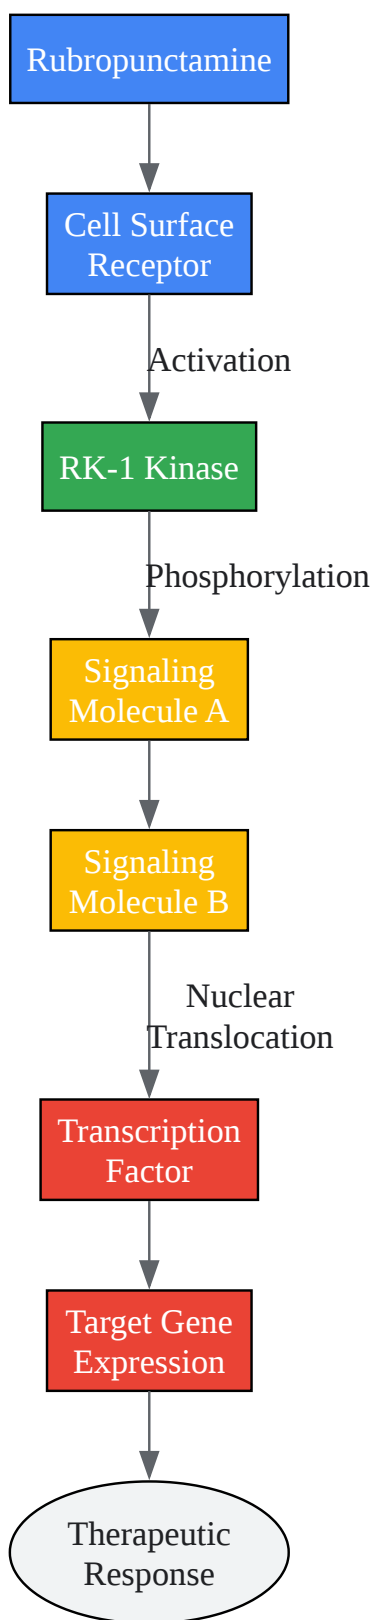 Rubropunctamine
Cell Surface
Receptor
Activation
RK-1 Kinase
Phosphorylation
Signaling
Molecule A
Signaling
Molecule B
Nuclear
Translocation
Transcription
Factor
Target Gene
Expression
Therapeutic
Response